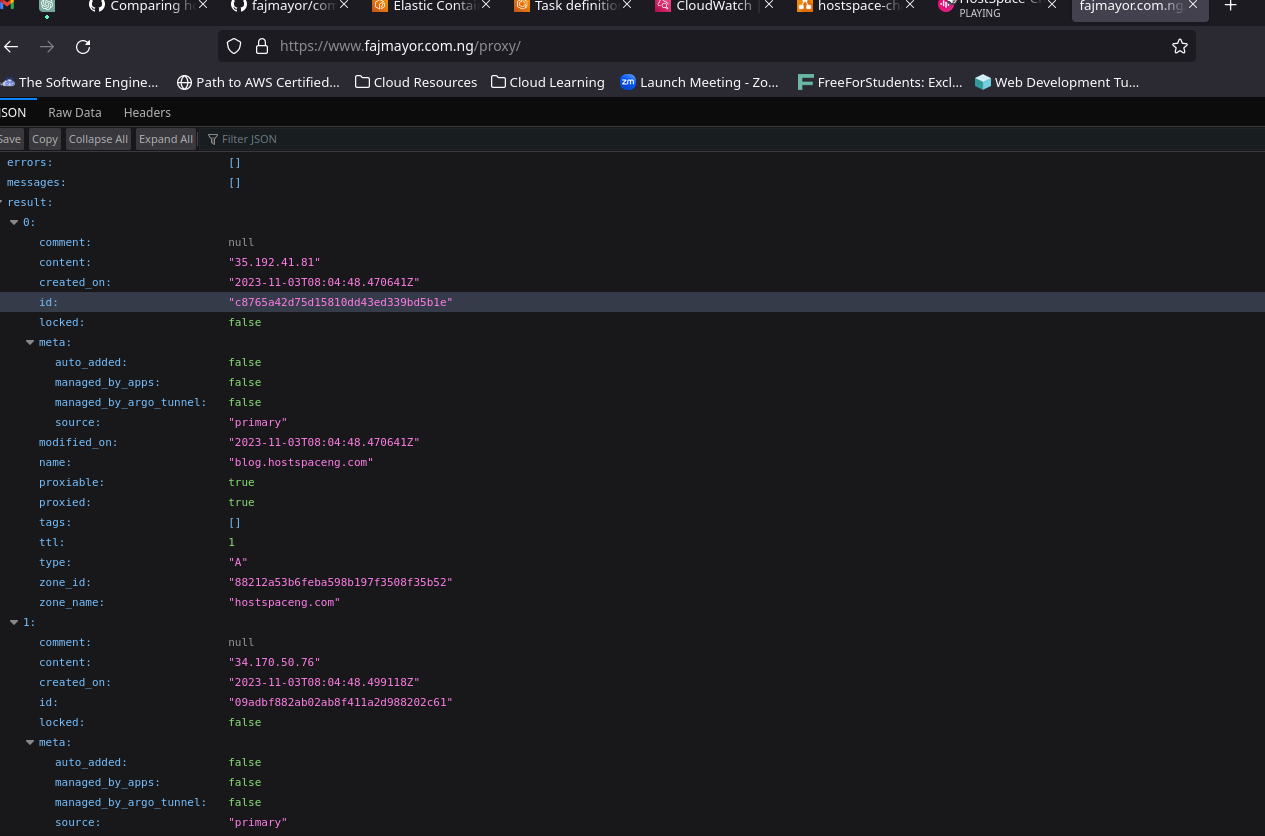 Comparing h
fajmayor/con
Elastic Contai
Task definitio
CloudWatch |
hostspace-ch
PLAYING
fajmayor.com.ng
https://www.fajmayor.com.ng/proxy/
The Software Engine...
Path to AWS Certified...
Cloud Resources
Cloud Learning
zm
Launch Meeting - Zo...
FreeForStudents: Excl...
Web Development Tu...
JSON Raw Data Headers
Save Copy Collapse All Expand All Filter JSON
errors: []
messages: []
result:
0:
comment: null
content: "35.192.41.81"
created_on: "2023-11-03T08:04:48.470641Z"
id: "c8765a42d75d15810dd43ed339bd5b1e"
locked: false
meta:
auto_added: false
managed_by_apps: false
managed_by_argo_tunnel: false
source: "primary"
modified_on: "2023-11-03T08:04:48.470641Z"
name: "blog.hostspaceng.com"
proxiable: true
proxied: true
tags: []
ttl: 1
type: "A"
zone_id: "88212a53b6feba598b197f3508f35b52"
zone_name: "hostspaceng.com"
1:
comment: null
content: "34.170.50.76"
created_on: "2023-11-03T08:04:48.499118Z"
id: "09adbf882ab02ab8f411a2d988202c61"
locked: false
meta:
auto_added: false
managed_by_apps: false
managed_by_argo_tunnel: false
source: "primary"